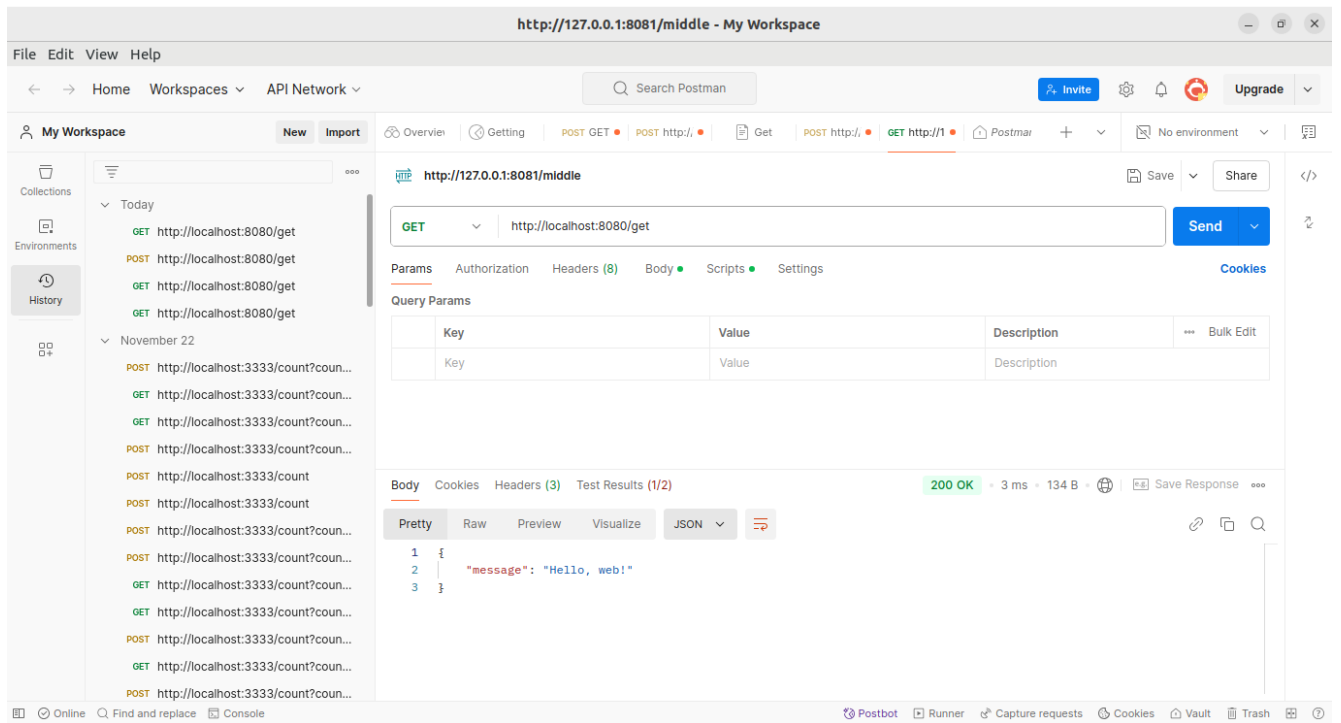 http://127.0.0.1:8081/middle - My Workspace
File Edit View Help
Home Workspaces API Network Search Postman Invite Upgrade
My Workspace New Import Overvie Getting POST GET POST http:/, Get POST http:/, GET http://1 Postmar No environment
Collections
Environments
History
Today
GET http://localhost:8080/get
POST http://localhost:8080/get
GET http://localhost:8080/get
GET http://localhost:8080/get
November 22
POST http://localhost:3333/count?coun...
GET http://localhost:3333/count?coun...
GET http://localhost:3333/count?coun...
POST http://localhost:3333/count?coun...
POST http://localhost:3333/count
POST http://localhost:3333/count
POST http://localhost:3333/count?coun...
POST http://localhost:3333/count?coun...
GET http://localhost:3333/count?coun...
GET http://localhost:3333/count?coun...
POST http://localhost:3333/count?coun...
GET http://localhost:3333/count?coun...
POST http://localhost:3333/count?coun...
HTTP http://127.0.0.1:8081/middle Save Share
GET http://localhost:8080/get Send
Params Authorization Headers (8) Body Scripts Settings Cookies
Query Params
Key Value Description Bulk Edit
Key Value Description
Body Cookies Headers (3) Test Results (1/2) 200 OK 3 ms 134 B e.g. Save Response
Pretty Raw Preview Visualize JSON
1 {
2 "message": "Hello, web!"
3 }
Online Find and replace Console Postbot Runner Capture requests Cookies Vault Trash